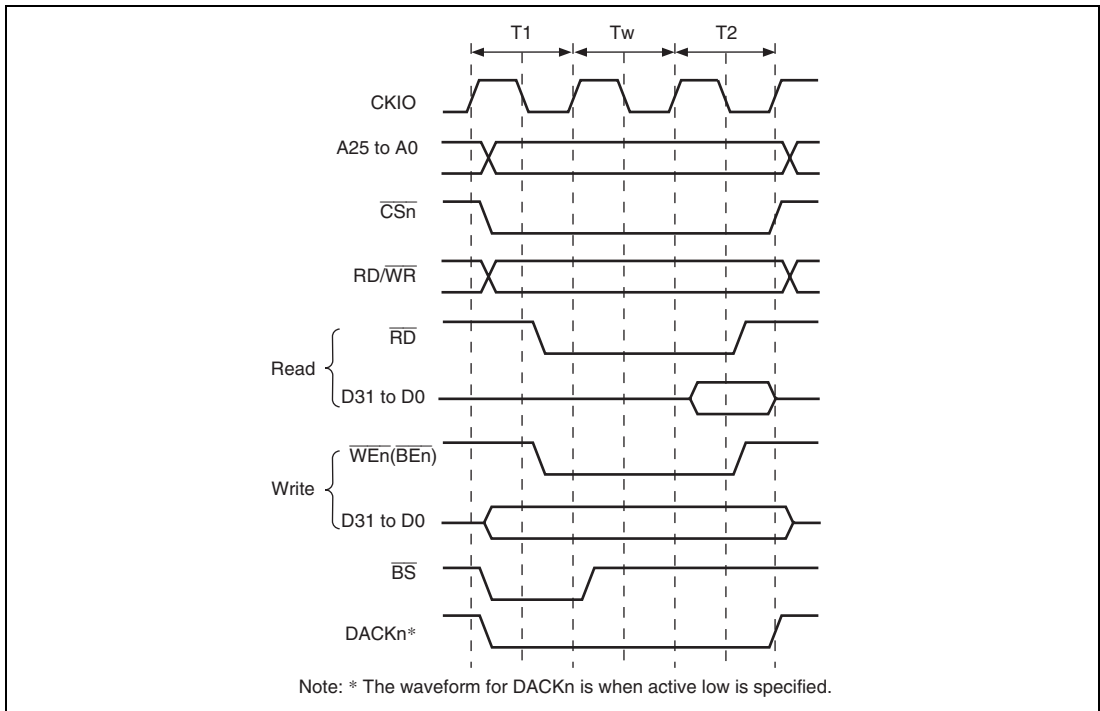 T1 Tw T2
CKIO
A25 to A0
CSn
RD/WR
RD
Read
D31 to D0
WEn(BEn)
Write
D31 to D0
BS
DACKn*
Note: * The waveform for DACKn is when active low is specified.